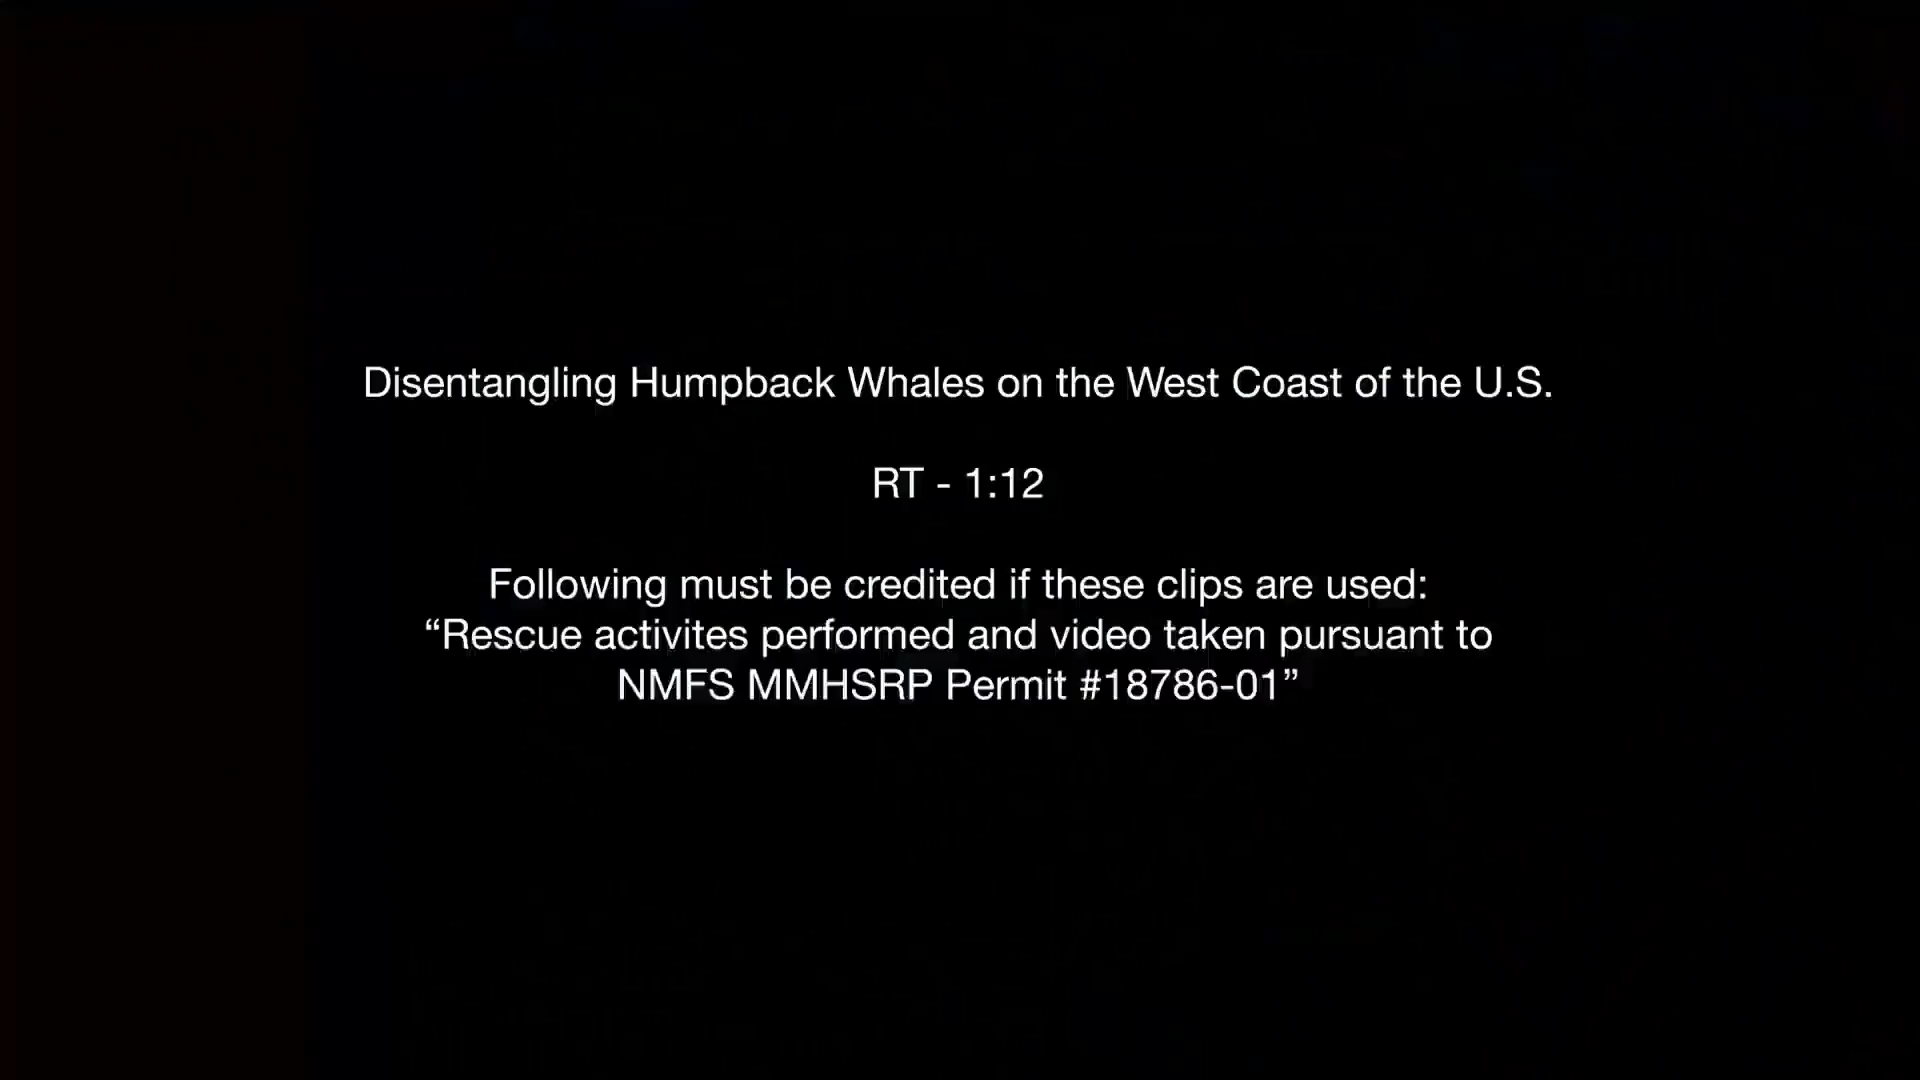 Disentangling Humpback Whales on the West Coast of the U.S.
RT - 1:12
Following must be credited if these clips are used:
“Rescue activites performed and video taken pursuant to
NMFS MMHSRP Permit #18786-01”